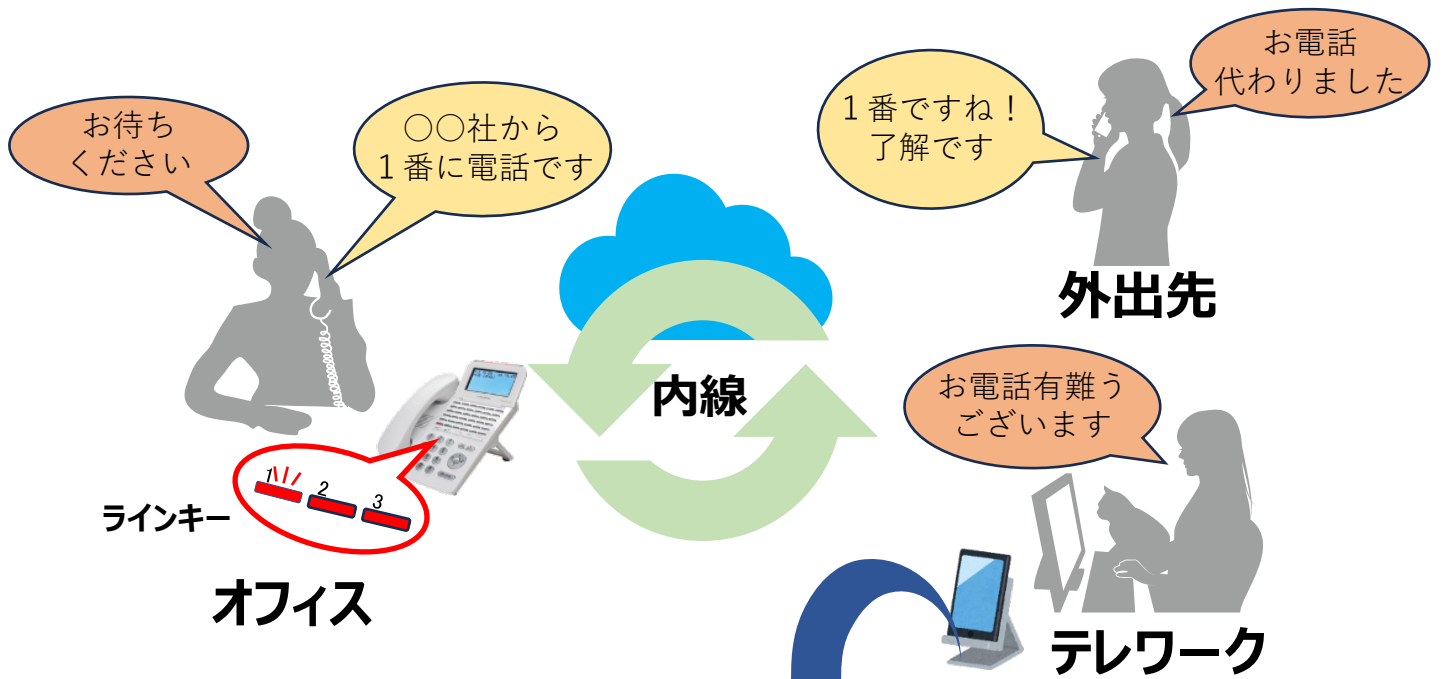 お待ち
ください
〇〇社から
１番に電話です
１番ですね！
了解です
お電話
代わりました
外出先
内線
お電話有難う
ございます
1
2
3
ラインキー
オフィス
テレワーク